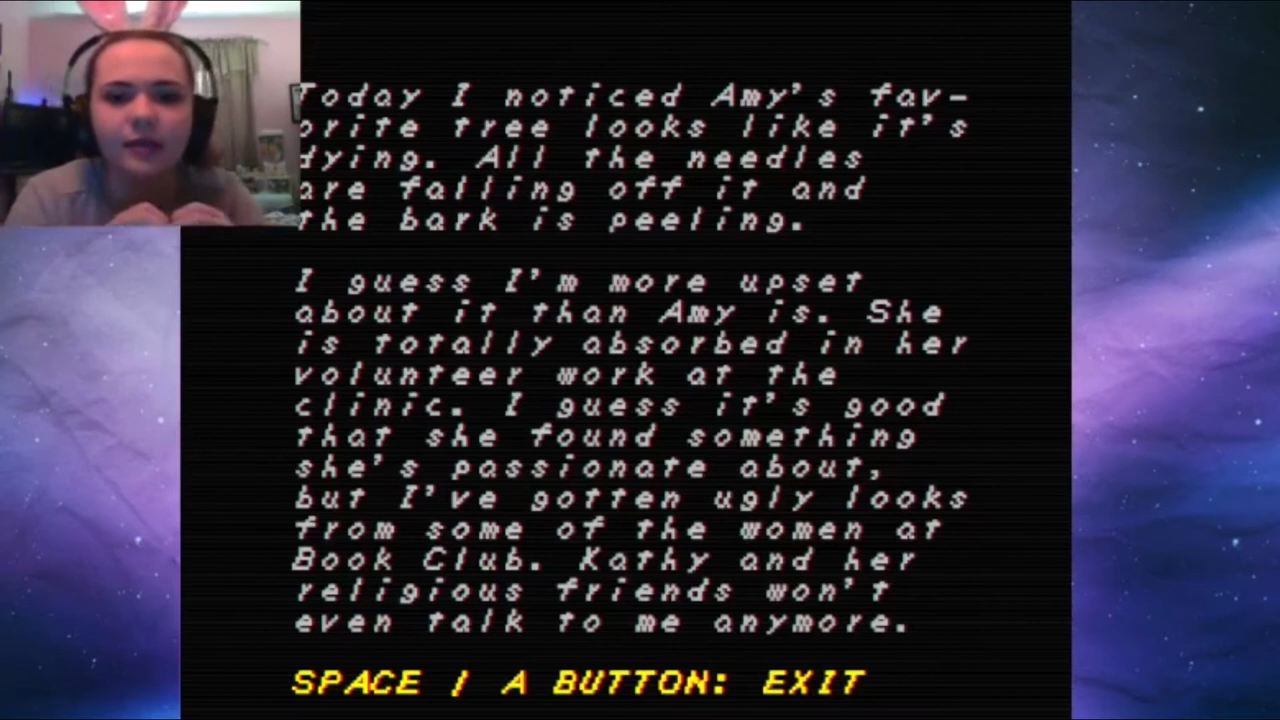 Today I noticed Amy's fav-
orite tree looks like it's
dying. All the needles
are falling off it and
the bark is peeling.
I guess I'm more upset
about it than Amy is. She
is totally absorbed in her
volunteer work at the
clinic. I guess it's good
that she found something
she's passionate about,
but I've gotten ugly looks
from some of the women at
Book Club. Kathy and her
religious friends won't
even talk to me anymore.
SPACE / A BUTTON: EXIT